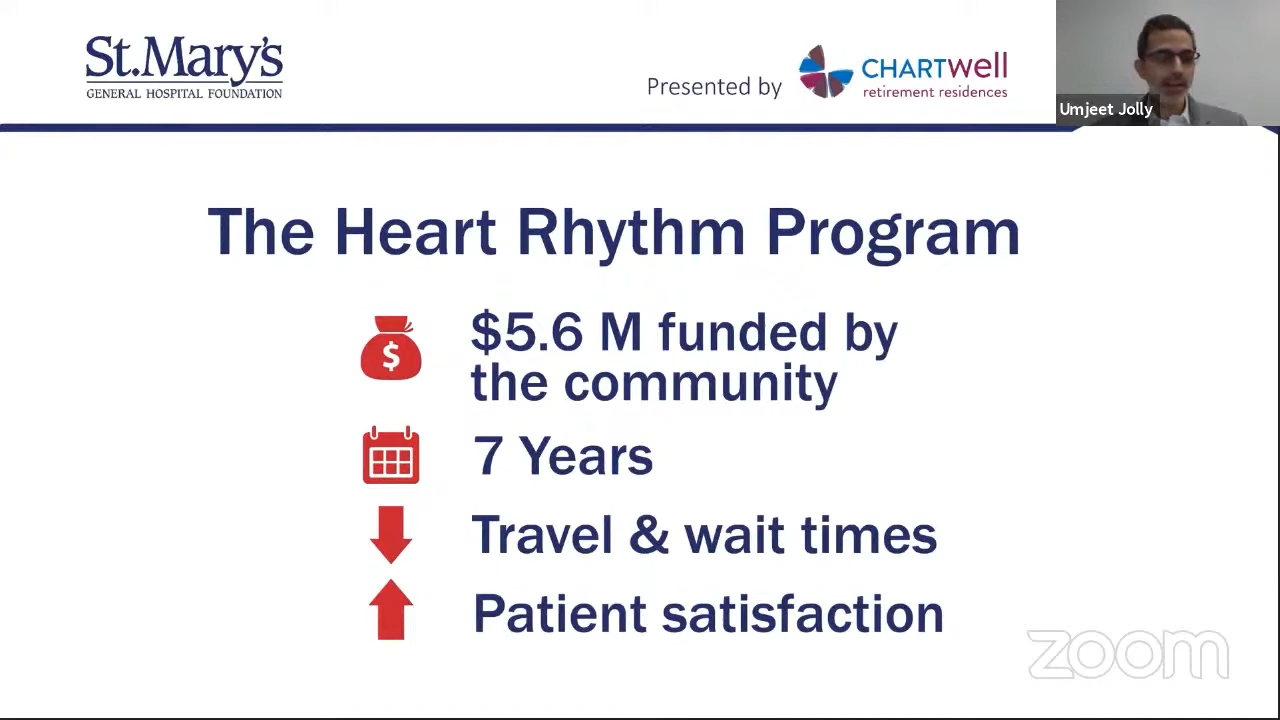 St.Mary's
GENERAL HOSPITAL FOUNDATION
Presented by
CHARTWell
retirement residences
Umjeet Jolly
The Heart Rhythm Program
$
$5.6 M funded by
the community
7 Years
Travel & wait times
Patient satisfaction
zoom